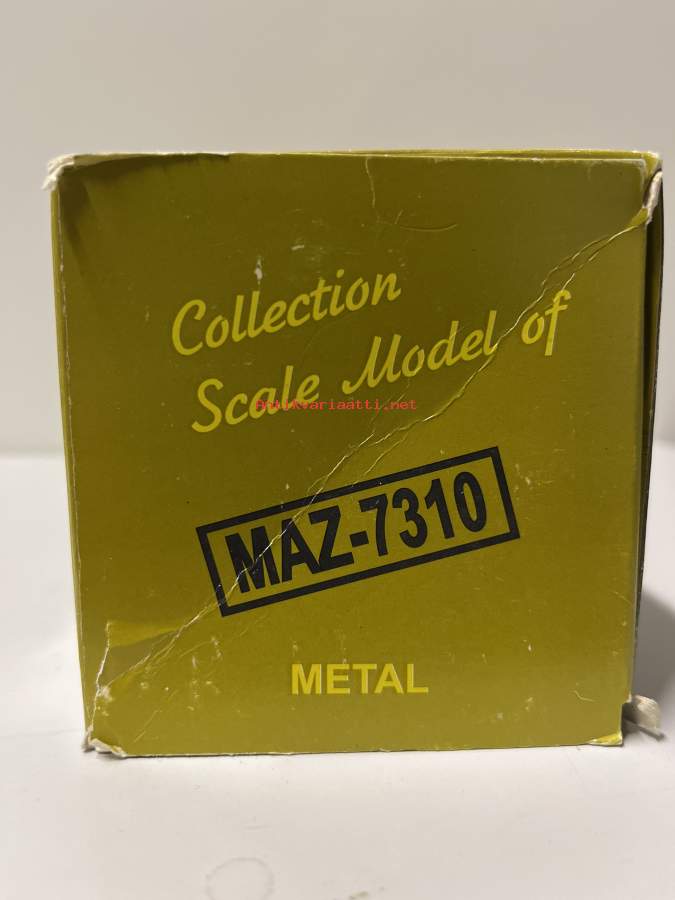 Collection
Scale Model of
Antikvariaatti.net
MAZ-7310
METAL